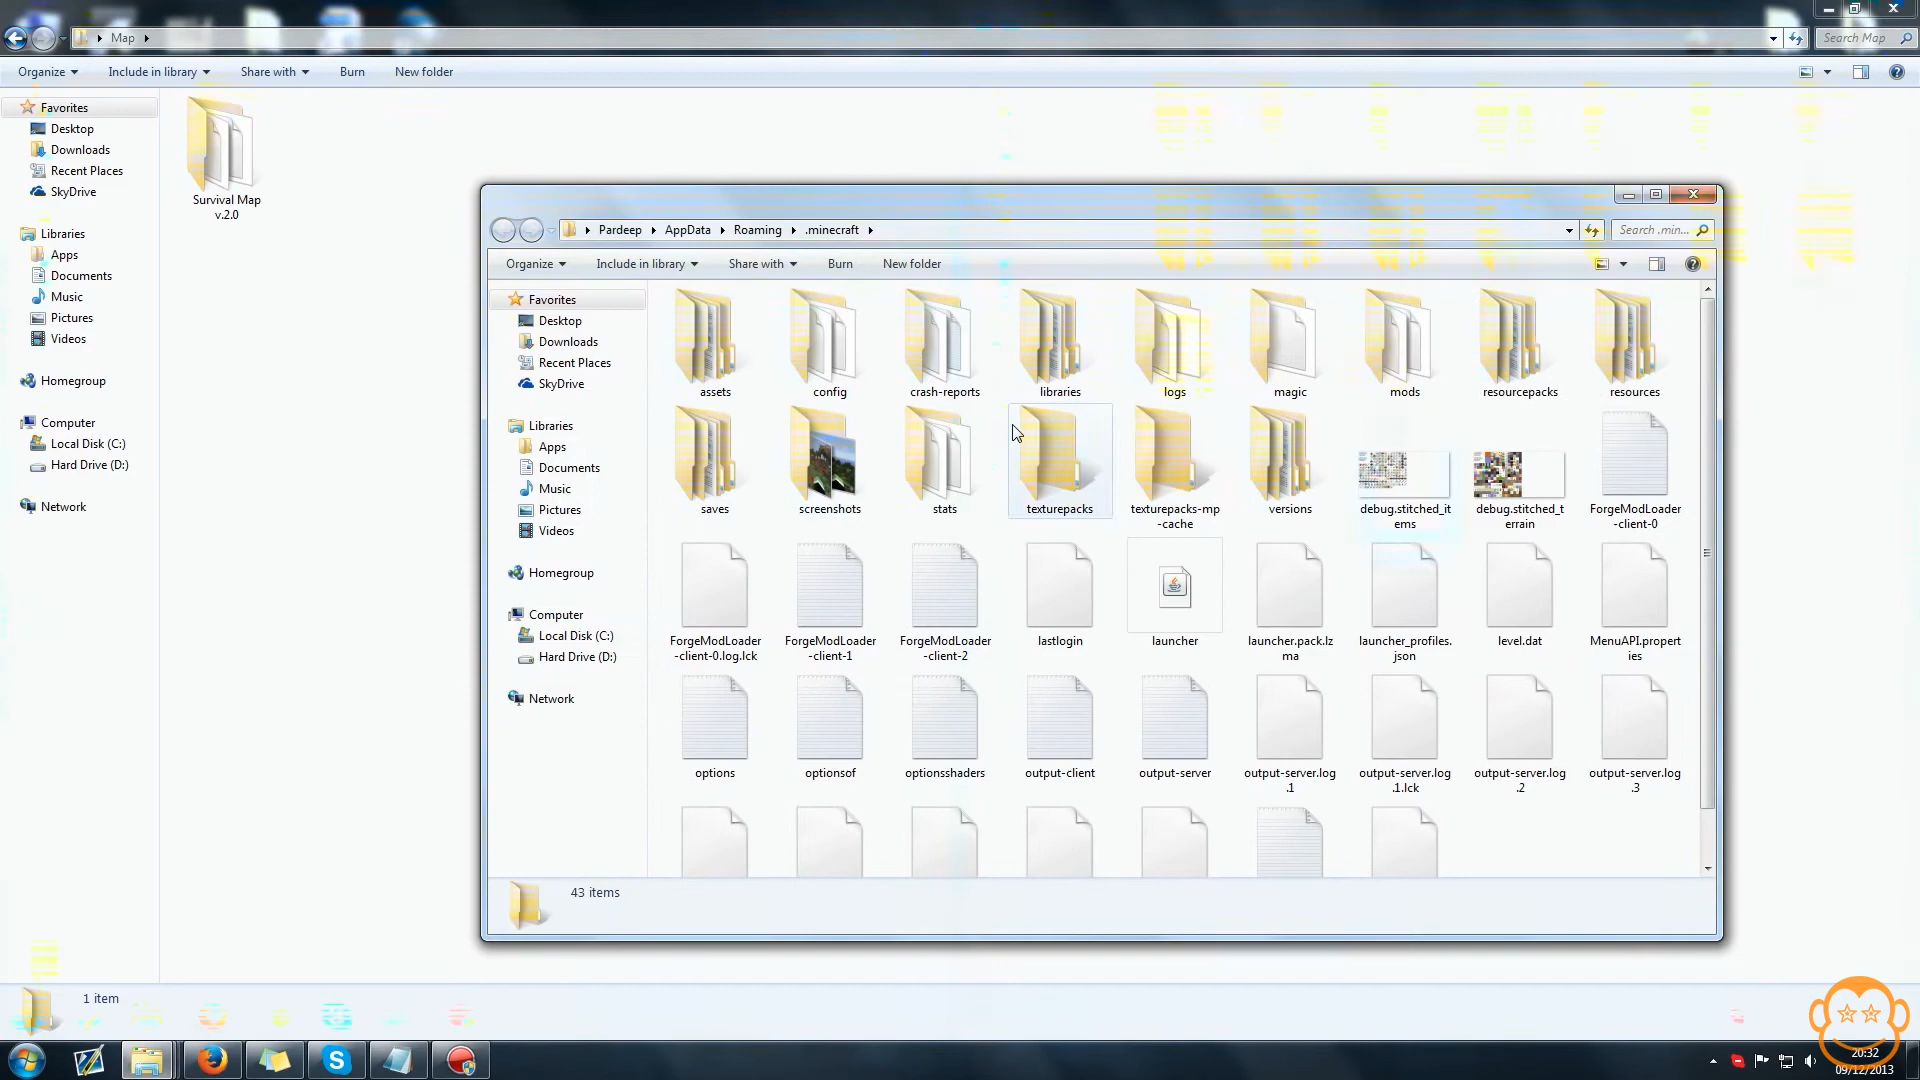 Map
Search Map
Organize
Include in library
Share with
Burn
New folder
Favorites
Desktop
Downloads
Recent Places
SkyDrive
Libraries
Apps
Documents
Music
Pictures
Videos
Homegroup
Computer
Local Disk (C:)
Hard Drive (D:)
Network
Survival Map
v.2.0
Pardeep
AppData
Roaming
.minecraft
Search .min...
Organize
Include in library
Share with
Burn
New folder
Favorites
Desktop
Downloads
Recent Places
SkyDrive
Libraries
Apps
Documents
Music
Pictures
Videos
Homegroup
Computer
Local Disk (C:)
Hard Drive (D:)
Network
assets
config
crash-reports
libraries
logs
magic
mods
resourcepacks
resources
saves
screenshots
stats
texturepacks
texturepacks-mp
-cache
versions
debug.stitched_it
ems
debug.stitched_t
errain
ForgeModLoader
-client-0
ForgeModLoader
-client-0.log.lck
ForgeModLoader
-client-1
ForgeModLoader
-client-2
lastlogin
launcher
launcher.pack.lz
ma
launcher_profiles.
json
level.dat
MenuAPI.propert
ies
options
optionsof
optionsshaders
output-client
output-server
output-server.log
.1
output-server.log
.1.lck
output-server.log
.2
output-server.log
.3
43 items
1 item
20:32
09/12/2013